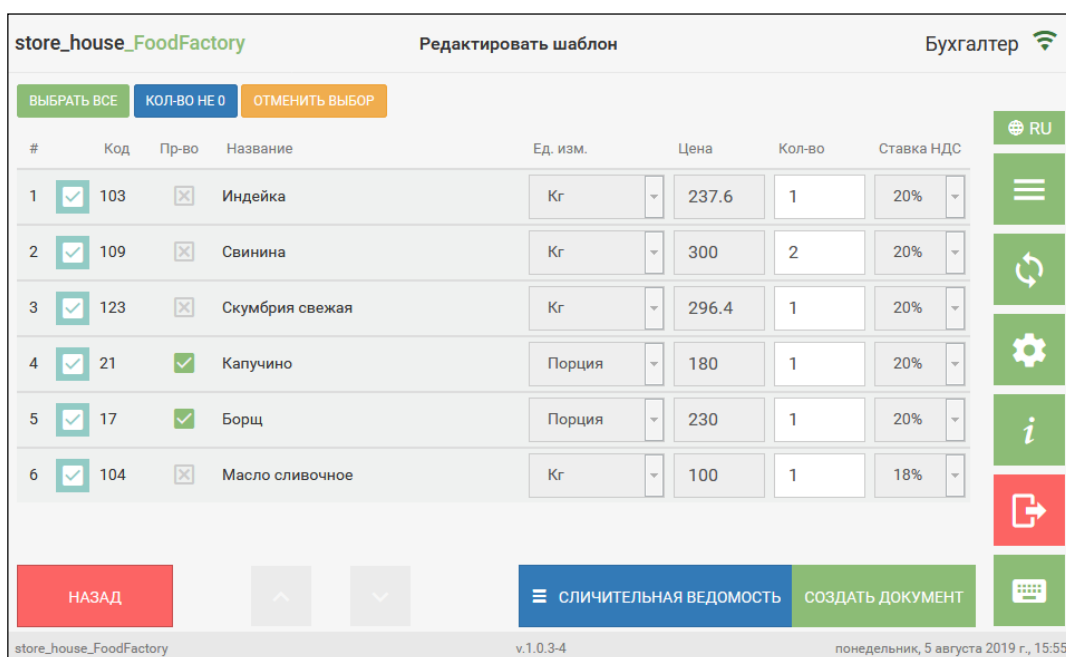 store_house_FoodFactory Редактировать шаблон Бухгалтер
ВЫБРАТЬ ВСЕ КОЛ-ВО НЕ 0 ОТМЕНИТЬ ВЫБОР
RU
# Код Пр-во Название Ед. изм. Цена Кол-во Ставка НДС
1 103 Индейка Кг 237.6 1 20%
2 109 Свинина Кг 300 2 20%
3 123 Скумбрия свежая Кг 296.4 1 20%
4 21 Капучино Порция 180 1 20%
5 17 Борщ Порция 230 1 20%
i
6 104 Масло сливочное Кг 100 1 18%
НАЗАД СЛИЧИТЕЛЬНАЯ ВЕДОМОСТЬ СОЗДАТЬ ДОКУМЕНТ
store_house_FoodFactory v.1.0.3-4 понедельник, 5 августа 2019 г., 15:55